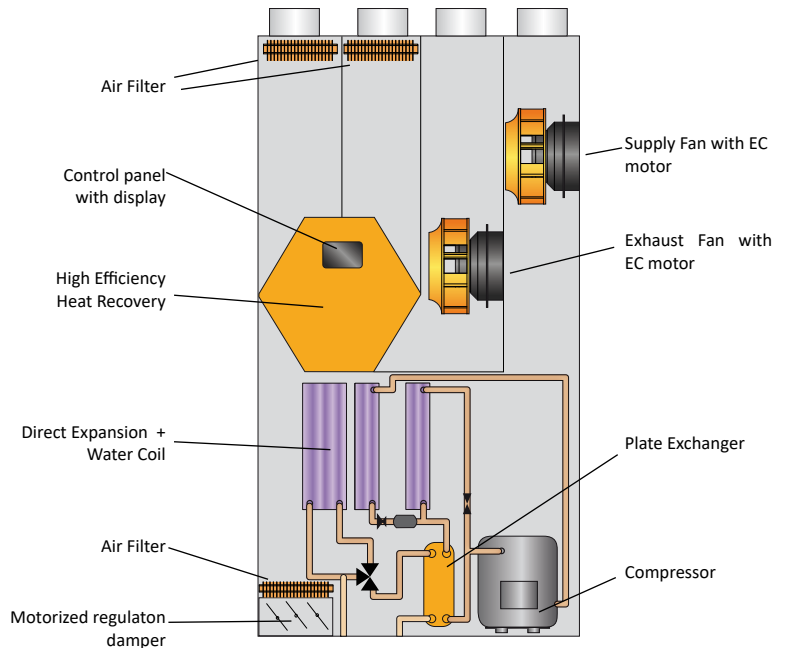 Air Filter
Control panel
with display
High Efficiency
Heat Recovery
Direct Expansion +
Water Coil
Air Filter
Motorized regulaton
damper
Supply Fan with EC
motor
Exhaust Fan with
EC motor
Plate Exchanger
Compressor